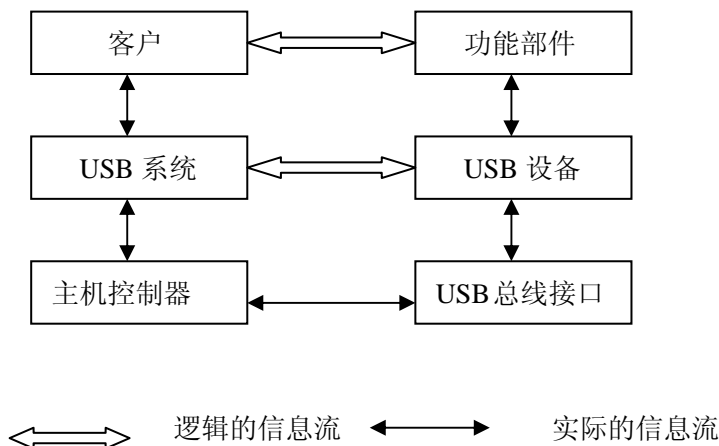 客户
功能部件
USB 系统
USB 设备
主机控制器
USB总线接口
逻辑的信息流
实际的信息流